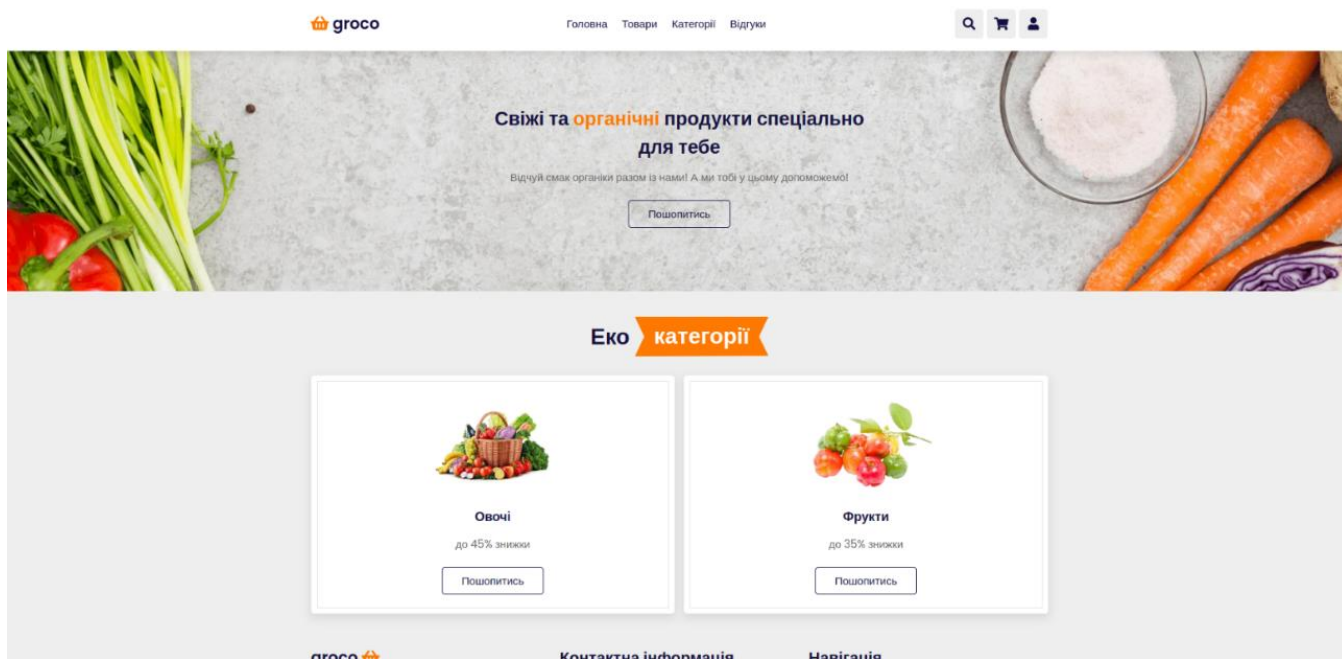 groco
Головна Товари Категорії Відгуки
Свіжі та органічні продукти спеціально
для тебе
Відчуй смак органіки разом із нами! А ми тобі у цьому допоможемо!
Пошопитись
Еко категорії
Овочі
до 45% знижки
Пошопитись
Фрукти
до 35% знижки
Пошопитись
groco
Контактна інформація
Навігація